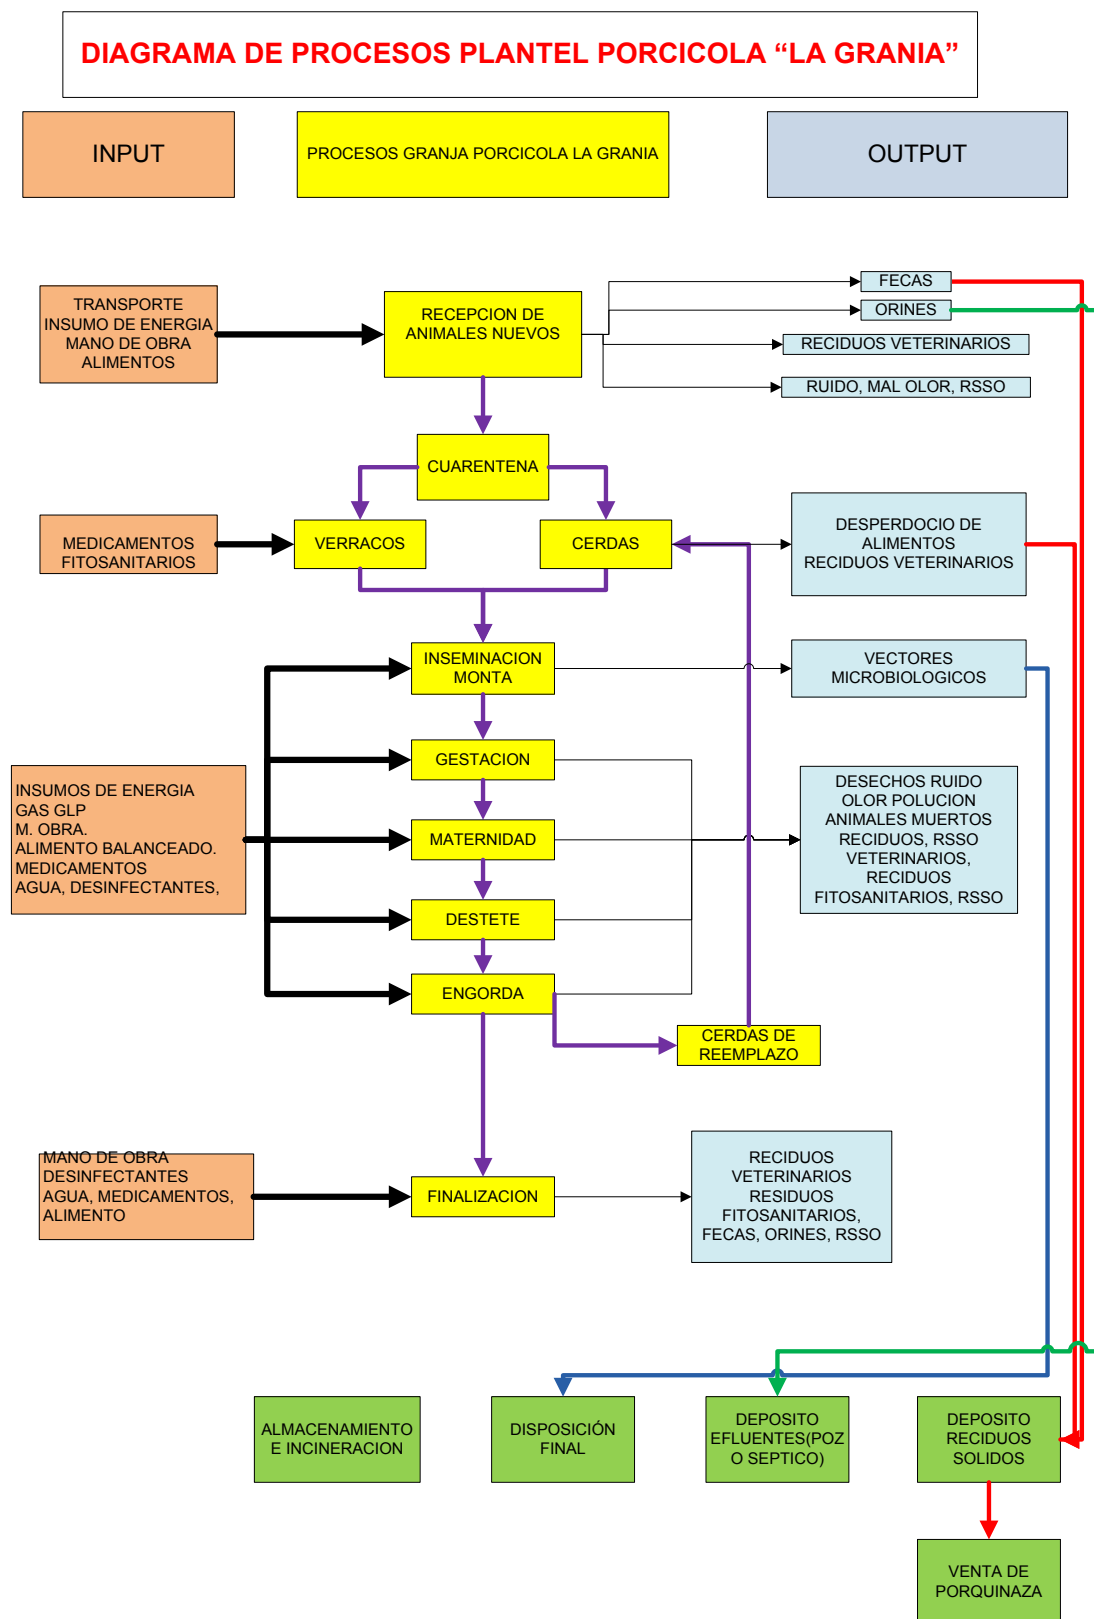 DIAGRAMA DE PROCESOS PLANTEL PORCICOLA “LA GRANIA”
INPUT
PROCESOS GRANJA PORCICOLA LA GRANIA
OUTPUT
TRANSPORTE
INSUMO DE ENERGIA
MANO DE OBRA
ALIMENTOS
RECEPCION DE
ANIMALES NUEVOS
FECAS
ORINES
RECIDUOS VETERINARIOS
RUIDO, MAL OLOR, RSSO
CUARENTENA
MEDICAMENTOS
FITOSANITARIOS
VERRACOS
CERDAS
DESPERDOCIO DE
ALIMENTOS
RECIDUOS VETERINARIOS
INSEMINACION
MONTA
VECTORES
MICROBIOLOGICOS
GESTACION
INSUMOS DE ENERGIA
GAS GLP
M. OBRA.
ALIMENTO BALANCEADO.
MEDICAMENTOS
AGUA, DESINFECTANTES,
MATERNIDAD
DESECHOS RUIDO
OLOR POLUCION
ANIMALES MUERTOS
RECIDUOS, RSSO
VETERINARIOS,
RECIDUOS
FITOSANITARIOS, RSSO
DESTETE
ENGORDA
CERDAS DE
REEMPLAZO
MANO DE OBRA
DESINFECTANTES
AGUA, MEDICAMENTOS,
ALIMENTO
FINALIZACION
RECIDUOS
VETERINARIOS
RESIDUOS
FITOSANITARIOS,
FECAS, ORINES, RSSO
ALMACENAMIENTO
E INCINERACION
DISPOSICIÓN
FINAL
DEPOSITO
EFLUENTES(POZ
O SEPTICO)
DEPOSITO
RECIDUOS
SOLIDOS
VENTA DE
PORQUINAZA